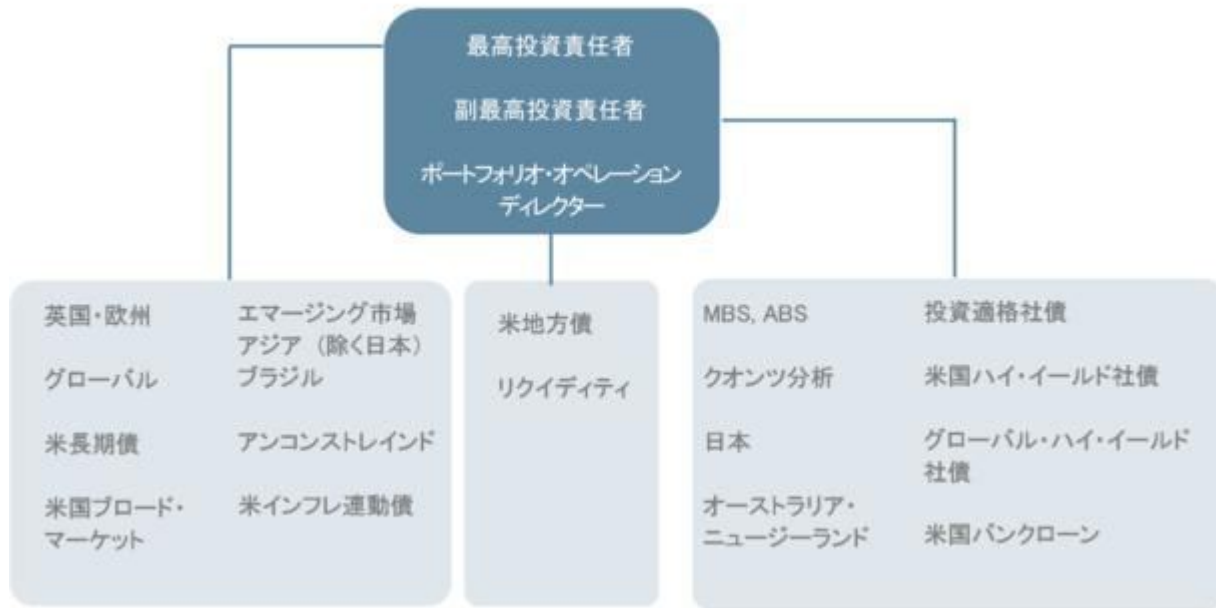 最高投資責任者
副最高投資責任者
ポートフォリオ・オペレーション
ディレクター
英国・欧州
グローバル
米長期債
米国ブロード・
マーケット
エマージング市場
アジア（除く日本）
ブラジル
アンコンストレインド
米インフレ連動債
米地方債
リクイディティ
MBS, ABS
クオンツ分析
日本
オーストラリア・
ニュージーランド
投資適格社債
米国ハイ・イールド社債
グローバル・ハイ・イールド
社債
米国バンクローン